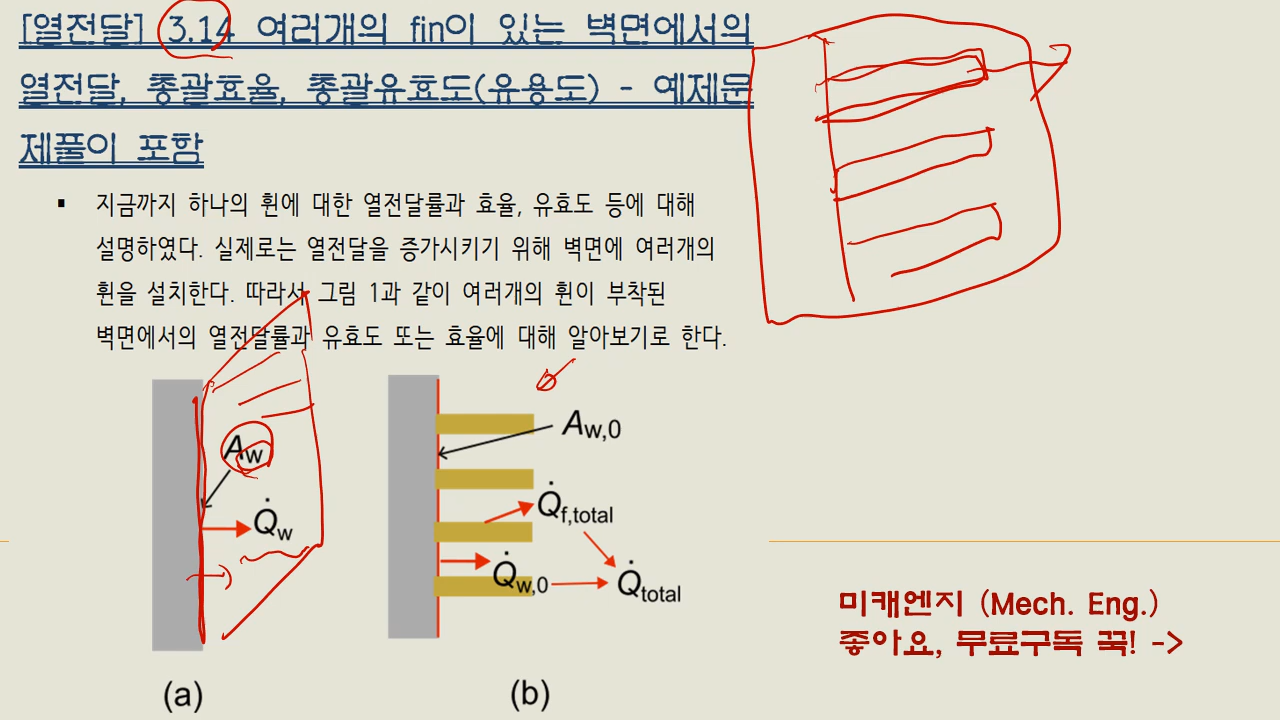 [열전달] 3.14 여러개의 fin이 있는 벽면에서의
열전달, 총괄효율, 총괄유효도(유용도) - 예제문
제풀이 포함
▪ 지금까지 하나의 휜에 대한 열전달률과 효율, 유효도 등에 대해
설명하였다. 실제로는 열전달을 증가시키기 위해 벽면에 여러개의
휜을 설치한다. 따라서 그림 1과 같이 여러개의 휜이 부착된
벽면에서의 열전달률과 유효도 또는 효율에 대해 알아보기로 한다.
A_w
Q̇_w
(a)
A_w,0
Q̇_f,total
Q̇_w,0
Q̇_total
(b)
미캐엔지 (Mech. Eng.)
좋아요, 무료구독 꾹! ->